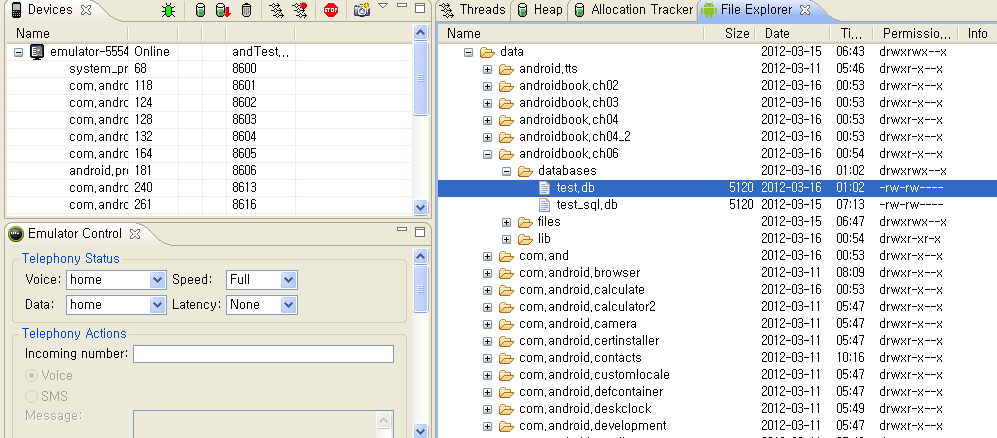 Devices
Name
emulator-5554 Online andTest...
system_pr 68 8600
com.andro 118 8601
com.andro 124 8602
com.andro 128 8603
com.andro 132 8604
com.andro 164 8605
android.pro 181 8606
com.andro 240 8613
com.andro 261 8616
Emulator Control
Telephony Status
Voice: home Speed: Full
Data: home Latency: None
Telephony Actions
Incoming number:
Voice
SMS
Message:
Threads Heap Allocation Tracker File Explorer
Name Size Date Ti... Permissio... Info
data 2012-03-15 06:43 drwxrwx--x
android.tts 2012-03-11 05:46 drwxr-x--x
androidbook.ch02 2012-03-16 00:53 drwxr-x--x
androidbook.ch03 2012-03-16 00:53 drwxr-x--x
androidbook.ch04 2012-03-16 00:53 drwxr-x--x
androidbook.ch04_2 2012-03-16 00:53 drwxr-x--x
androidbook.ch06 2012-03-16 00:54 drwxr-x--x
databases 2012-03-16 01:02 drwxrwx--x
test.db 5120 2012-03-16 01:02 -rw-rw----
test_sql.db 5120 2012-03-15 07:13 -rw-rw----
files 2012-03-15 06:47 drwxrwx--x
lib 2012-03-16 00:54 drwxr-xr-x
com.and 2012-03-16 00:53 drwxr-x--x
com.android.browser 2012-03-11 08:09 drwxr-x--x
com.android.calculate 2012-03-16 00:53 drwxr-x--x
com.android.calculator2 2012-03-11 05:47 drwxr-x--x
com.android.camera 2012-03-11 05:47 drwxr-x--x
com.android.certinstaller 2012-03-11 05:47 drwxr-x--x
com.android.contacts 2012-03-11 10:16 drwxr-x--x
com.android.customlocale 2012-03-11 05:47 drwxr-x--x
com.android.defcontainer 2012-03-11 05:47 drwxr-x--x
com.android.deskclock 2012-03-11 05:49 drwxr-x--x
com.android.development 2012-03-11 05:47 drwxr-x--x